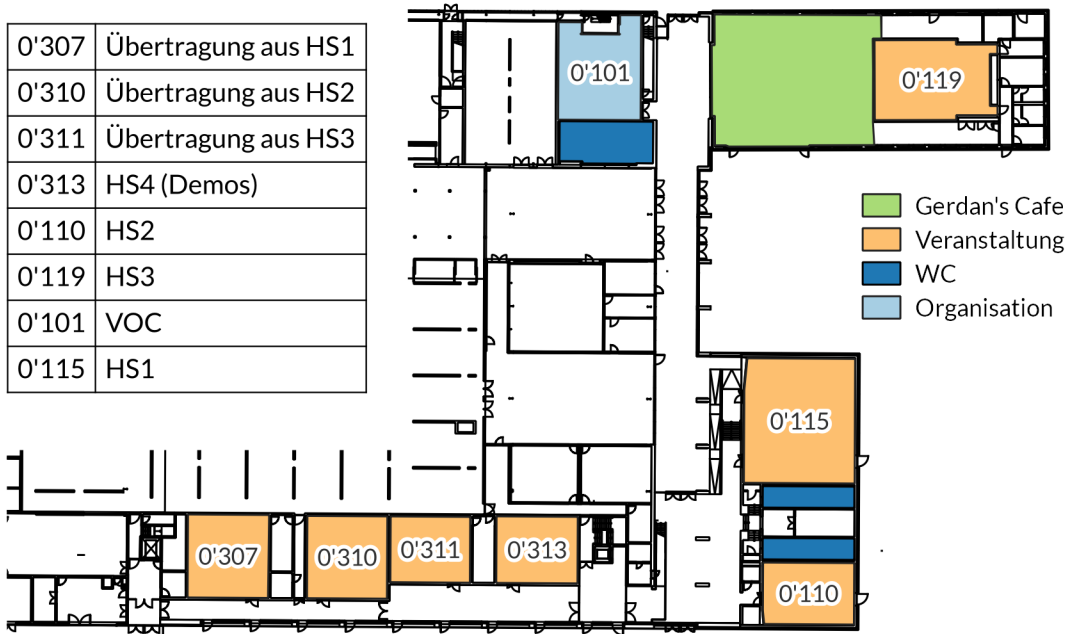 0'307 Übertragung aus HS1
0'310 Übertragung aus HS2
0'311 Übertragung aus HS3
0'313 HS4 (Demos)
0'110 HS2
0'119 HS3
0'101 VOC
0'115 HS1
0'101
0'119
Gerdan's Cafe
Veranstaltung
WC
Organisation
0'115
0'307
0'310
0'311
0'313
0'110